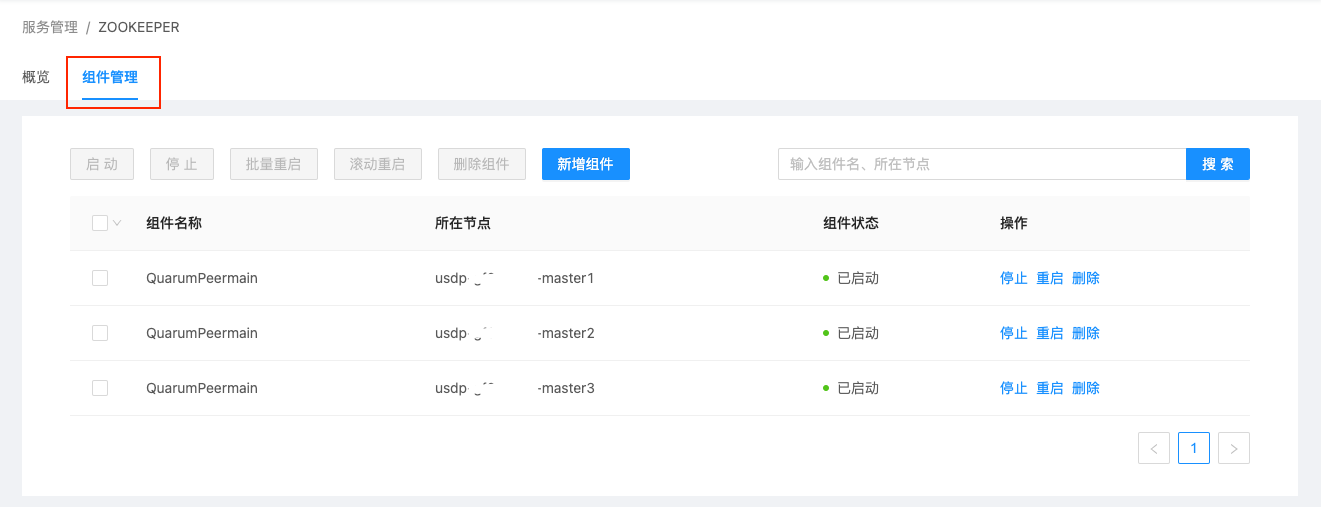 服务管理 / ZOOKEEPER
概览 组件管理
启 动 停 止 批量重启 滚动重启 删除组件 新增组件 输入组件名、所在节点 搜 索
组件名称 所在节点 组件状态 操作
QuarumPeermain usdp- -master1 已启动 停止 重启 删除
QuarumPeermain usdp- -master2 已启动 停止 重启 删除
QuarumPeermain usdp- -master3 已启动 停止 重启 删除
< 1 >